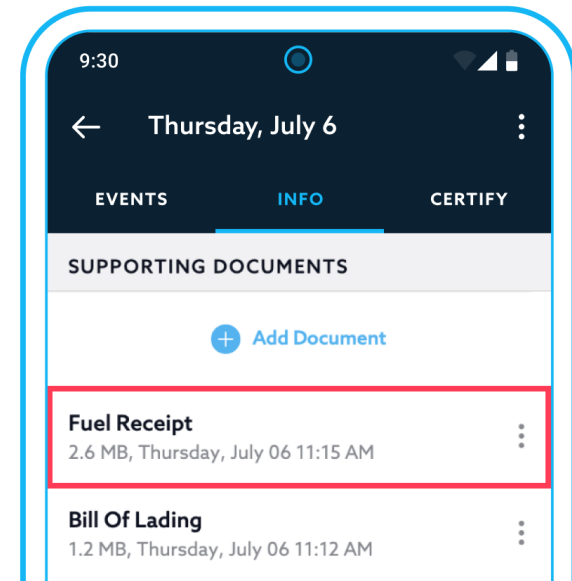 9:30
Thursday, July 6
EVENTS INFO CERTIFY
SUPPORTING DOCUMENTS
Add Document
Fuel Receipt
2.6 MB, Thursday, July 06 11:15 AM
Bill Of Lading
1.2 MB, Thursday, July 06 11:12 AM